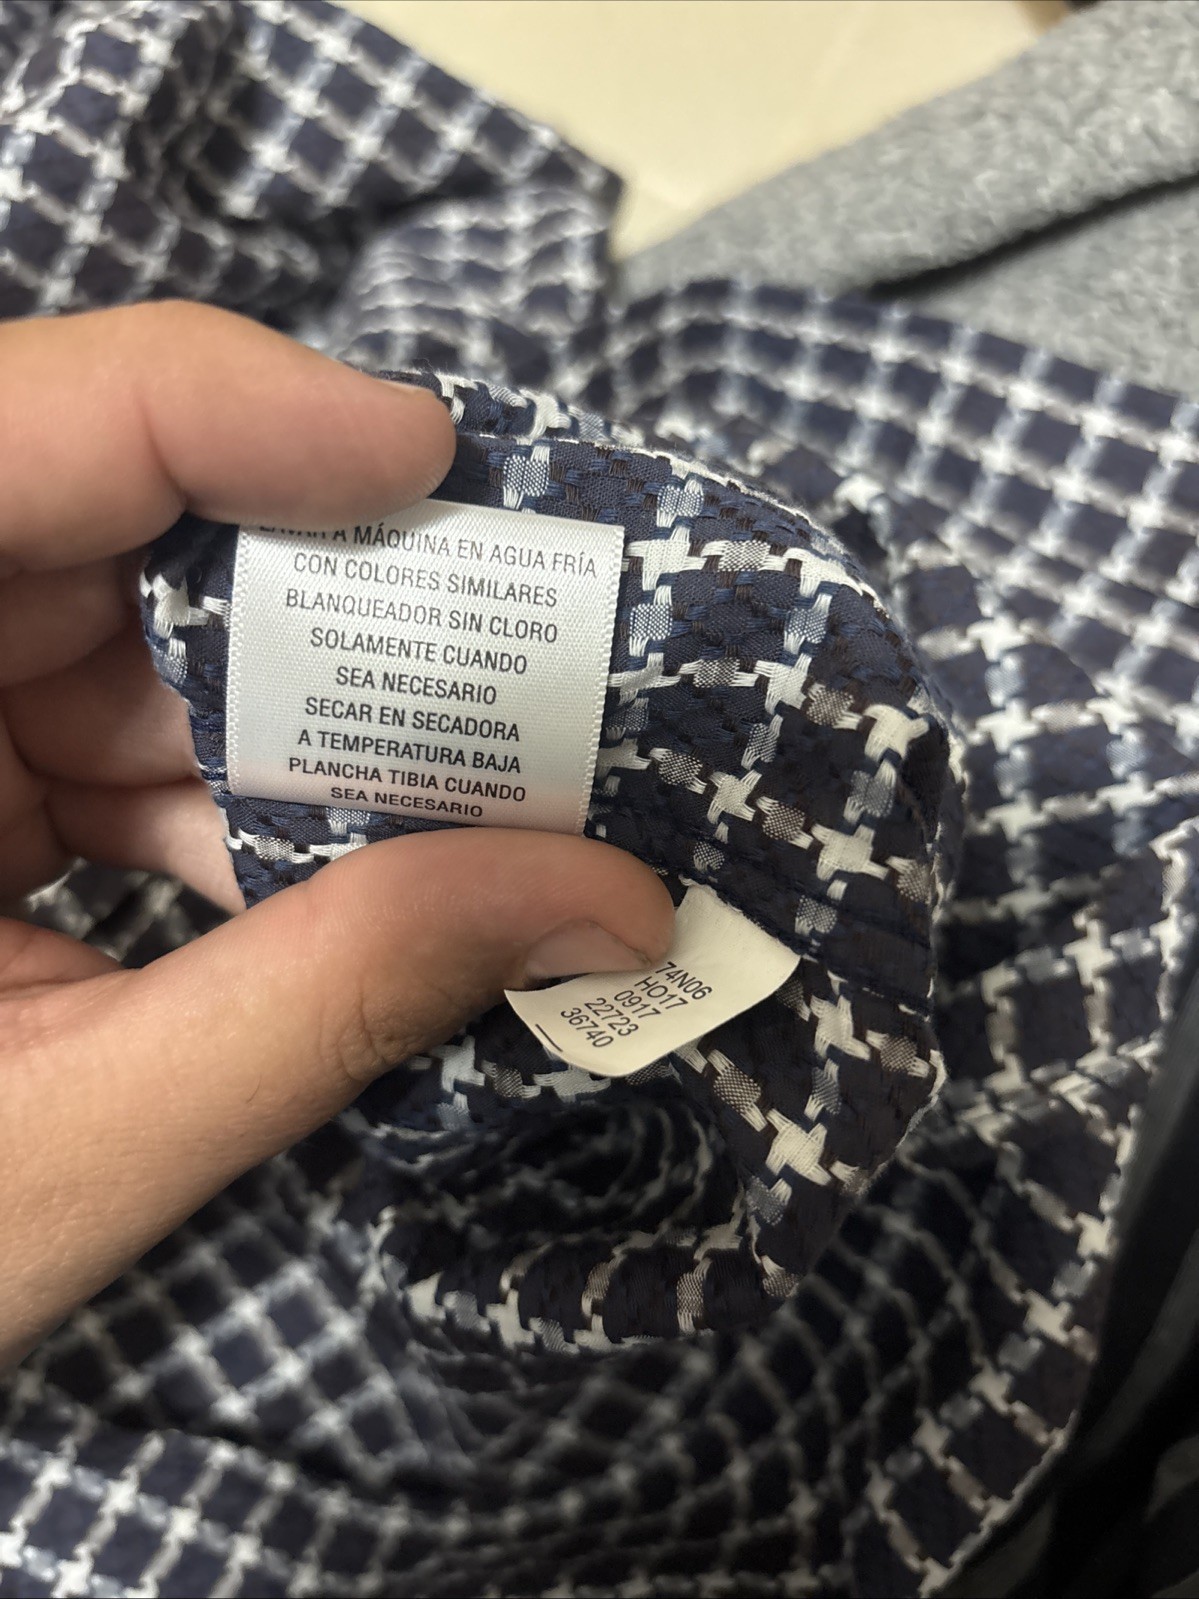 A MÁQUINA EN AGUA FRÍA
CON COLORES SIMILARES
BLANQUEADOR SIN CLORO
SOLAMENTE CUANDO
SEA NECESARIO
SECAR EN SECADORA
A TEMPERATURA BAJA
PLANCHA TIBIA CUANDO
SEA NECESARIO
74N06
HO17
0917
22723
36740